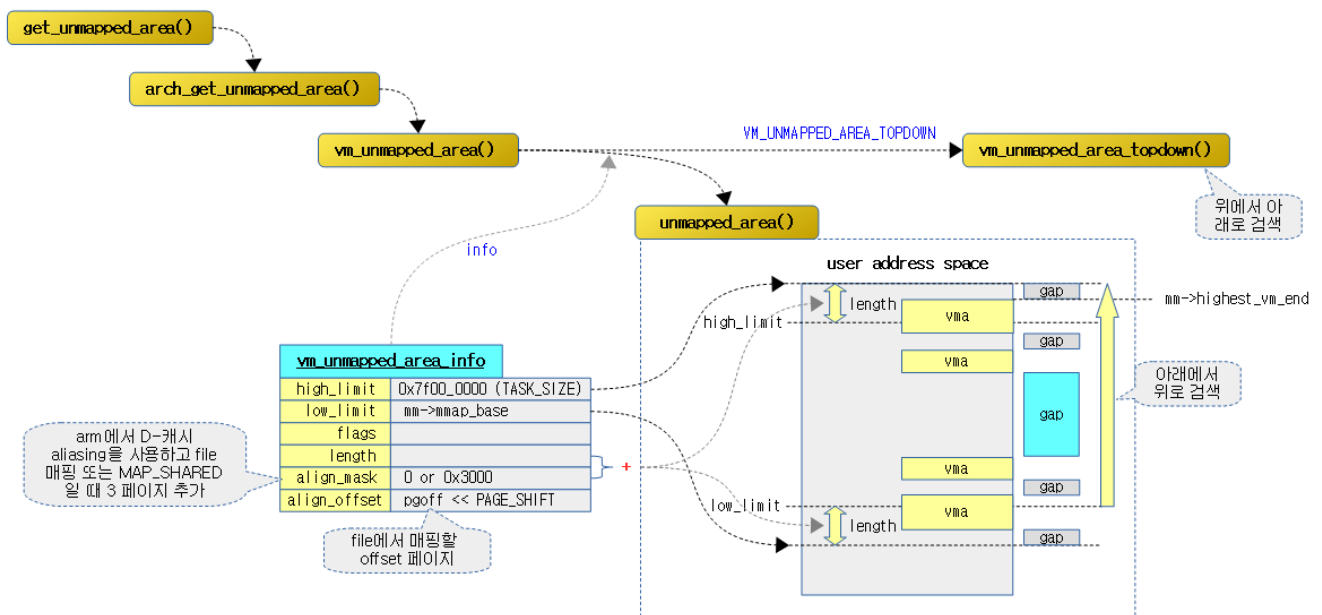 get_unmapped_area()
arch_get_unmapped_area()
vm_unmapped_area()
VM_UNMAPPED_AREA_TOPDOWN
vm_unmapped_area_topdown()
위에서 아
래로 검색
unmapped_area()
info
user address space
gap
length
mm->highest_vm_end
vma
high_limit
gap
vma
vm_unmapped_area_info
high_limit 0x7f00_0000 (TASK_SIZE)
low_limit mm->mmap_base
flags
length
align_mask 0 or 0x3000
align_offset pgoff << PAGE_SHIFT
+
아래에서
위로 검색
gap
arm에서 D-캐시
aliasing을 사용하고 file
매핑 또는 MAP_SHARED
일 때 3 페이지 추가
vma
gap
low_limit
vma
length
gap
file에서 매핑할
offset 페이지